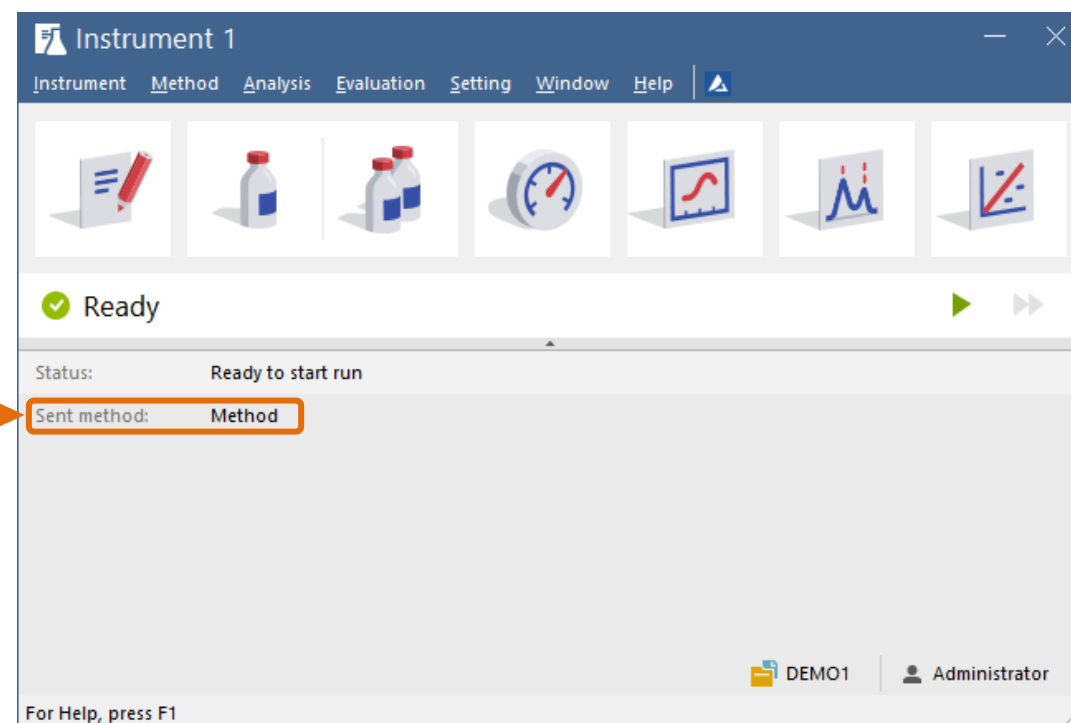 Instrument 1
Instrument Method Analysis Evaluation Setting Window Help
Ready
Status: Ready to start run
Sent method: Method
DEMO1 Administrator
For Help, press F1